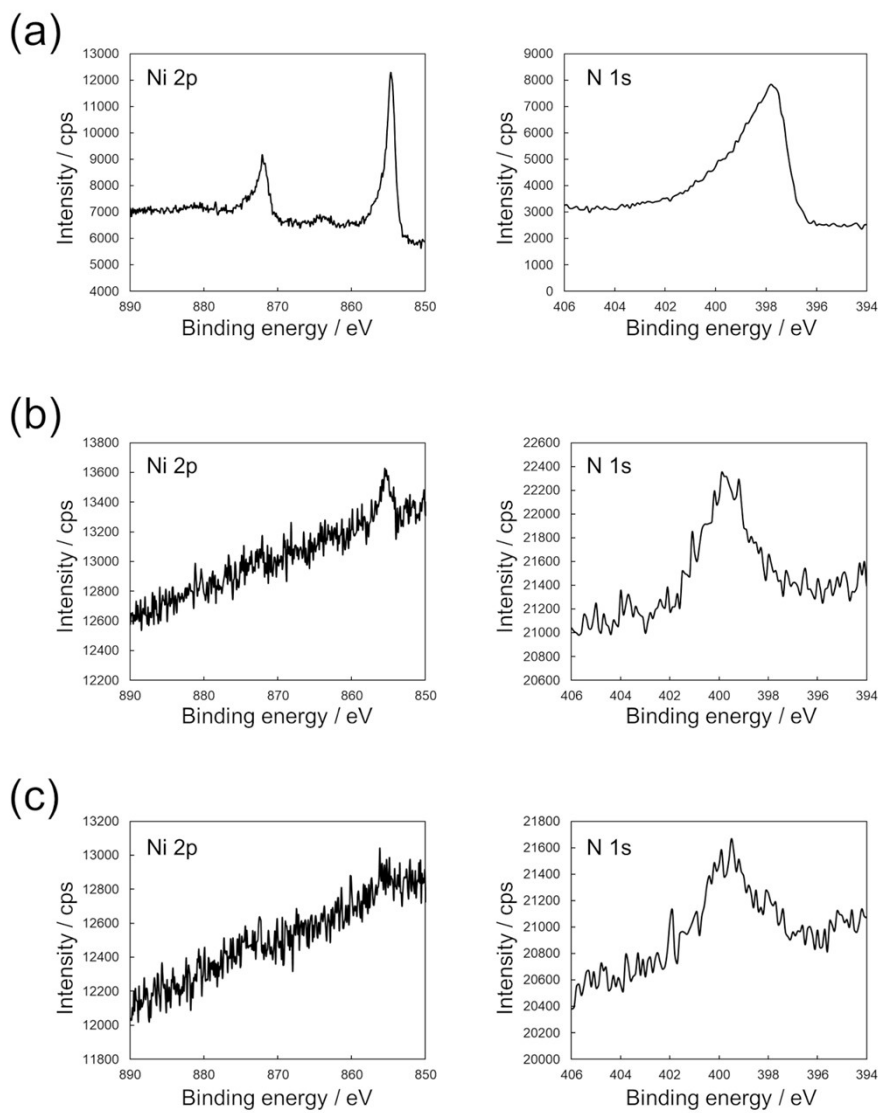 (a)
Ni 2p
13000
12000
11000
10000
9000
8000
7000
6000
5000
4000
Intensity / cps
890 880 870 860 850
Binding energy / eV
N 1s
9000
8000
7000
6000
5000
4000
3000
2000
1000
0
Intensity / cps
406 404 402 400 398 396 394
Binding energy / eV
(b)
Ni 2p
13800
13600
13400
13200
13000
12800
12600
12400
12200
Intensity / cps
890 880 870 860 850
Binding energy / eV
N 1s
22600
22400
22200
22000
21800
21600
21400
21200
21000
20800
20600
Intensity / cps
406 404 402 400 398 396 394
Binding energy / eV
(c)
Ni 2p
13200
13000
12800
12600
12400
12200
12000
11800
Intensity / cps
890 880 870 860 850
Binding energy / eV
N 1s
21800
21600
21400
21200
21000
20800
20600
20400
20200
20000
Intensity / cps
406 404 402 400 398 396 394
Binding energy / eV